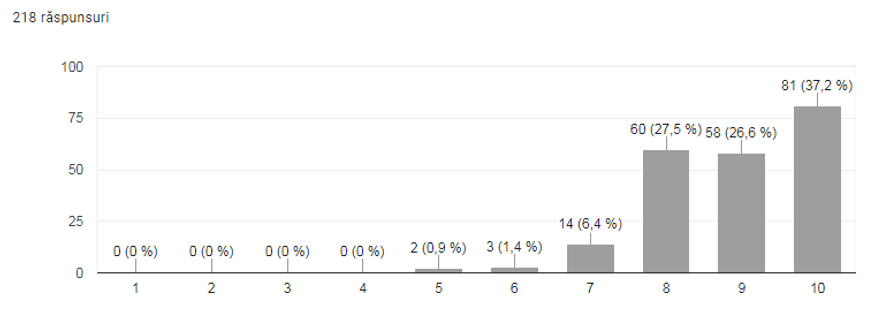 218 răspunsuri
100
75
50
25
0
0 (0 %)
0 (0 %)
0 (0 %)
0 (0 %)
2 (0,9 %)
3 (1,4 %)
14 (6,4 %)
60 (27,5 %)
58 (26,6 %)
81 (37,2 %)
1 2 3 4 5 6 7 8 9 10